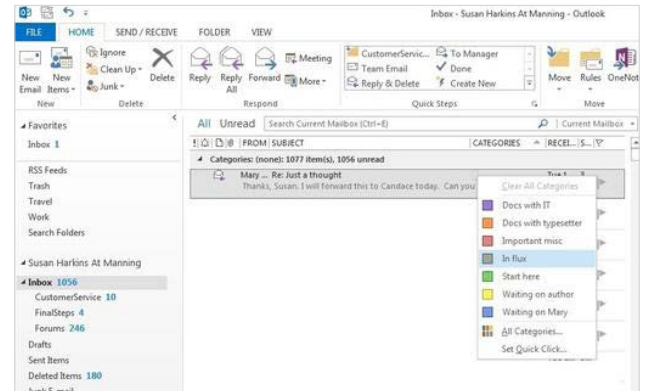 Inbox - Susan Harkins At Manning - Outlook
FILE HOME SEND / RECEIVE FOLDER VIEW
New Email
New Items
New
Ignore
Clean Up
Junk
Delete
Delete
Reply
Reply All
Forward
Meeting
More
Respond
CustomerServic...
Team Email
Reply & Delete
To Manager
Done
Create New
Quick Steps
Move
Rules
OneNot
Move
Favorites
Inbox 1
RSS Feeds
Trash
Travel
Work
Search Folders
Susan Harkins At Manning
Inbox 1056
CustomerService 10
FinalSteps 4
Forums 246
Drafts
Sent Items
Deleted Items 180
Junk E-mail
All Unread Search Current Mailbox (Ctrl+E) Current Mailbox
FROM SUBJECT CATEGORIES RECEI... S...
Categories: (none): 1077 item(s), 1056 unread
Mary ... Re: Just a thought
Thanks, Susan. I will forward this to Candace today. Can you
Clear All Categories
Docs with IT
Docs with typesetter
Important misc
In flux
Start here
Waiting on author
Waiting on Mary
All Categories...
Set Quick Click...